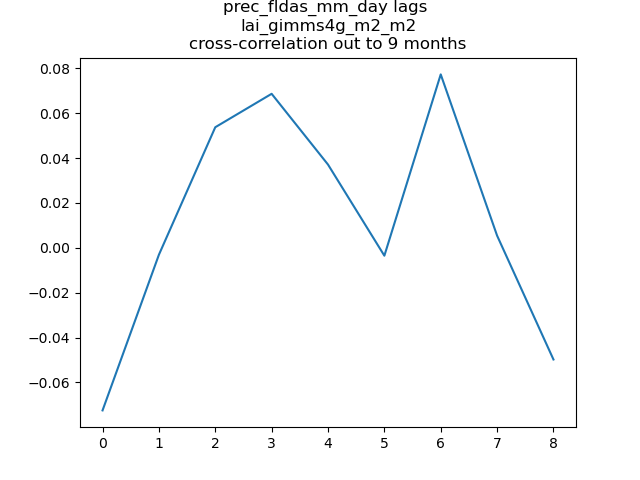 prec_fldas_mm_day lags
lai_gimms4g_m2_m2
cross-correlation out to 9 months
0.08
0.06
0.04
0.02
0.00
−0.02
−0.04
−0.06
0 1 2 3 4 5 6 7 8